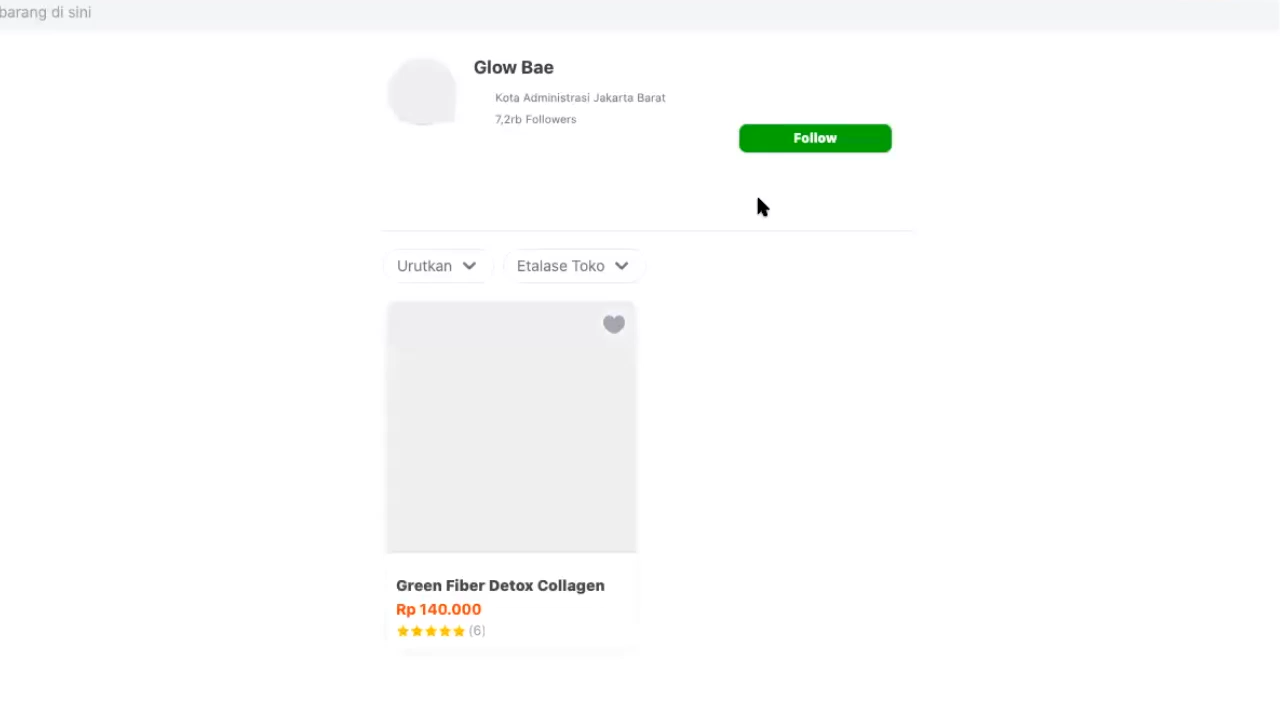 barang di sini
Glow Bae
Kota Administrasi Jakarta Barat
7,2rb Followers
Follow
Urutkan
Etalase Toko
Green Fiber Detox Collagen
Rp 140.000
(6)